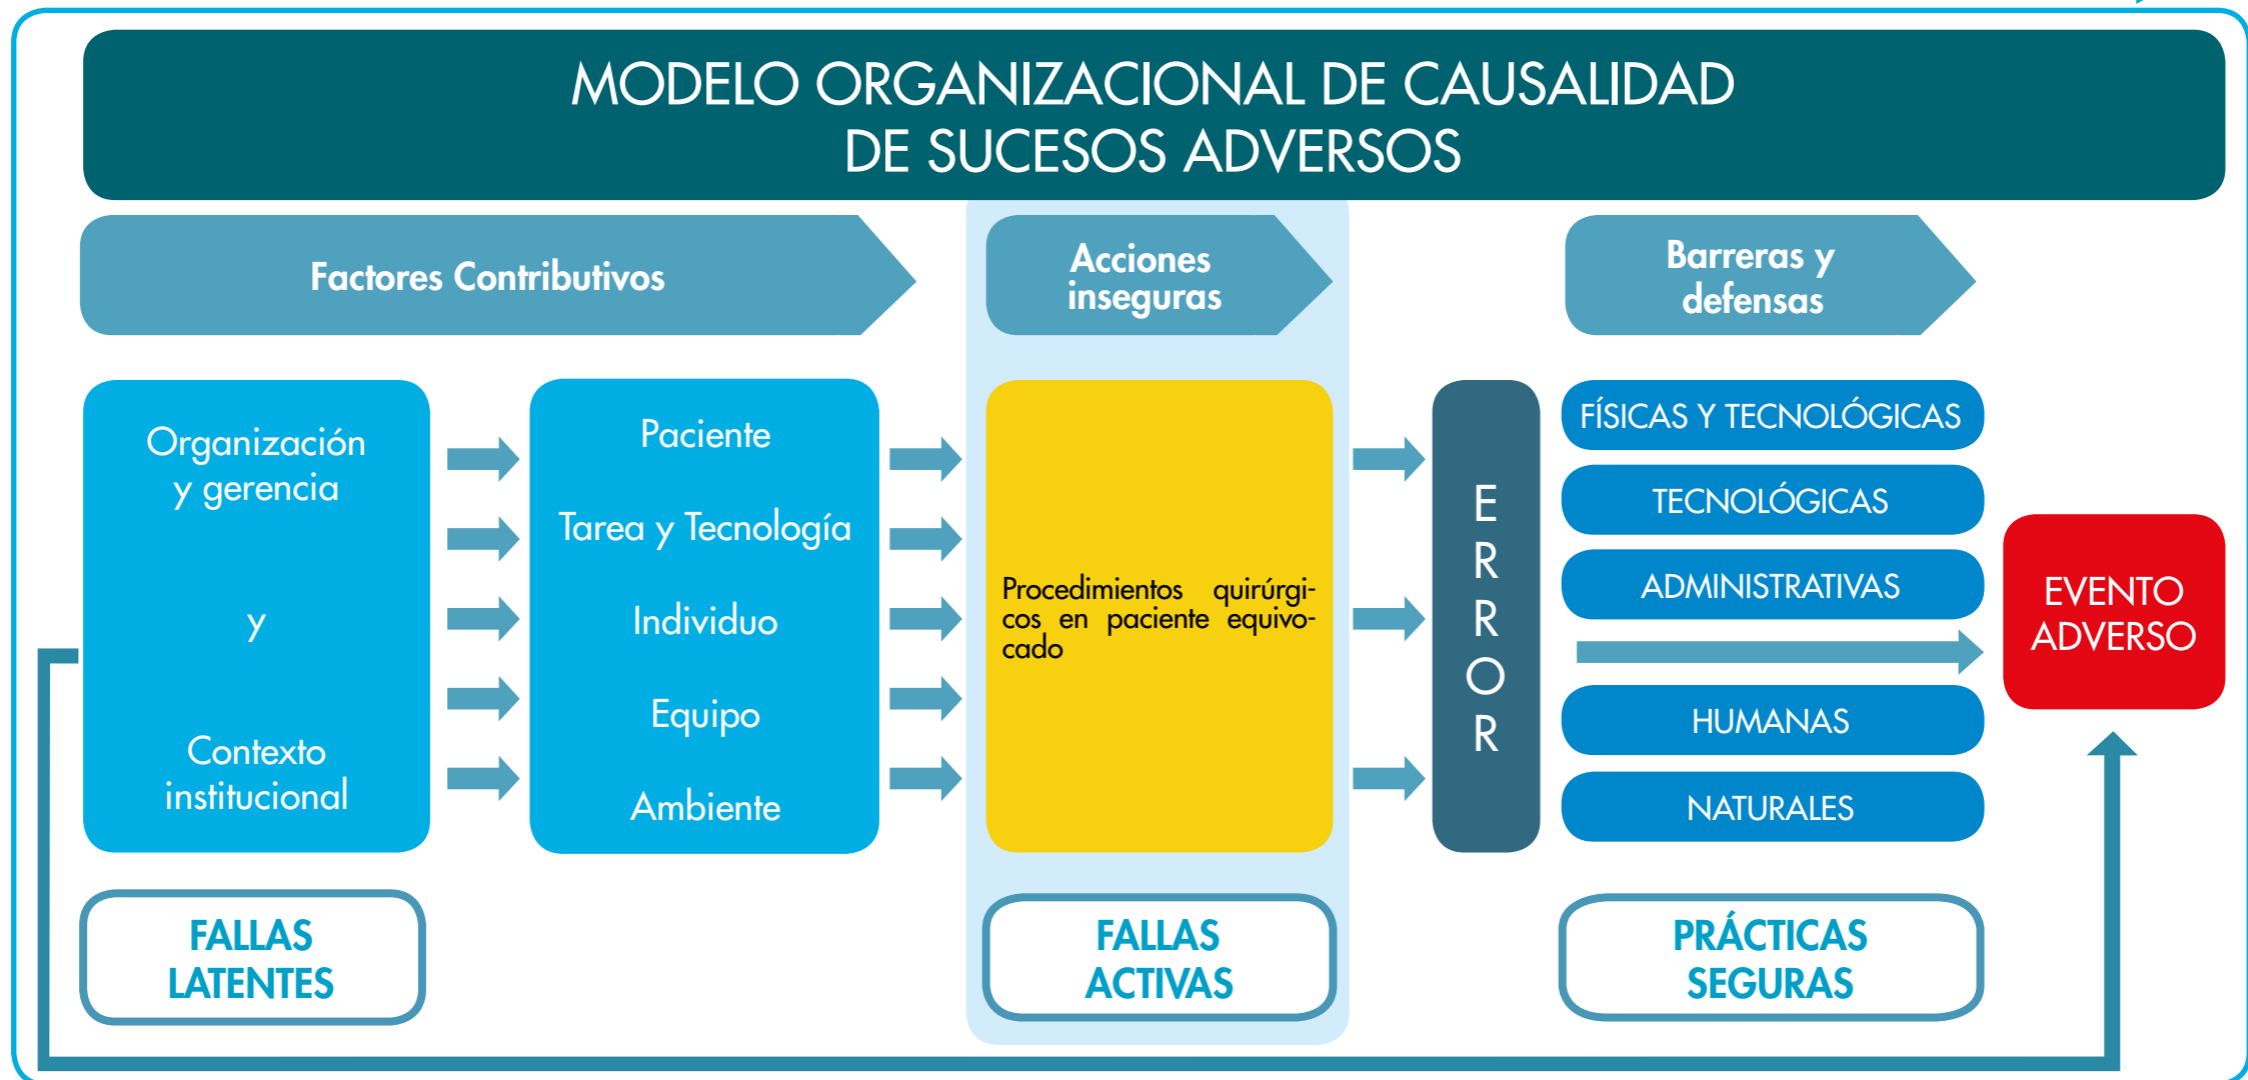 MODELO ORGANIZACIONAL DE CAUSALIDAD
DE SUCESOS ADVERSOS
Factores Contributivos
Acciones
inseguras
Barreras y
defensas
Organización
y gerencia
y
Contexto
institucional
Paciente
Tarea y Tecnología
Individuo
Equipo
Ambiente
Procedimientos quirúrgi-
cos en paciente equivo-
cado
E
R
R
O
R
FÍSICAS Y TECNOLÓGICAS
TECNOLÓGICAS
ADMINISTRATIVAS
HUMANAS
NATURALES
EVENTO
ADVERSO
FALLAS
LATENTES
FALLAS
ACTIVAS
PRÁCTICAS
SEGURAS